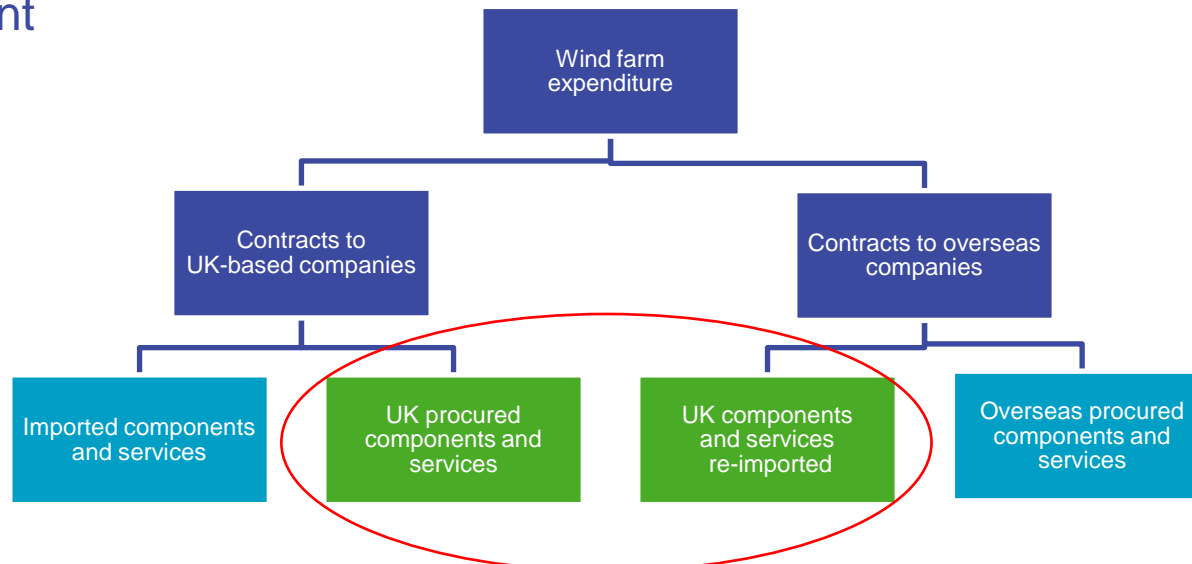 nt
Wind farm
expenditure
Contracts to
UK-based companies
Contracts to overseas
companies
Imported components
and services
UK procured
components and
services
UK components
and services
re-imported
Overseas procured
components and
services